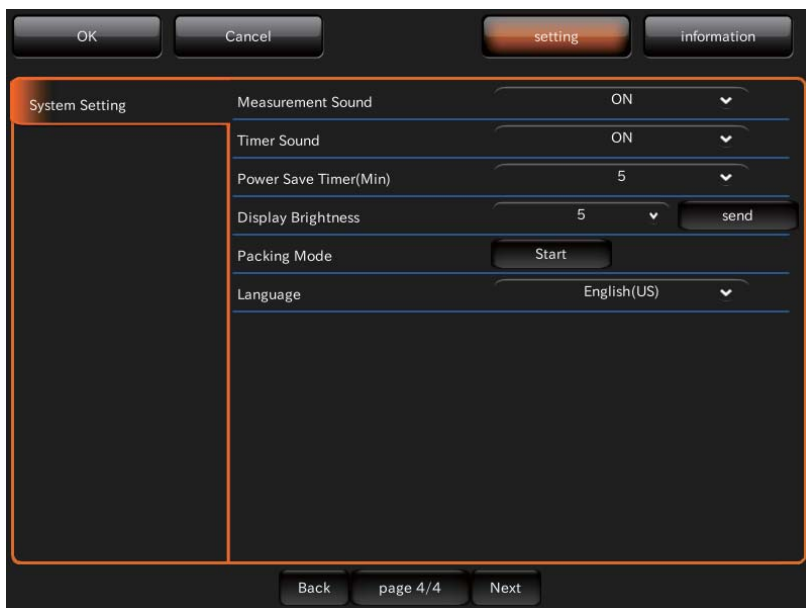 OK Cancel setting information
System Setting
Measurement Sound ON
Timer Sound ON
Power Save Timer(Min) 5
Display Brightness 5 send
Packing Mode Start
Language English(US)
Back page 4/4 Next